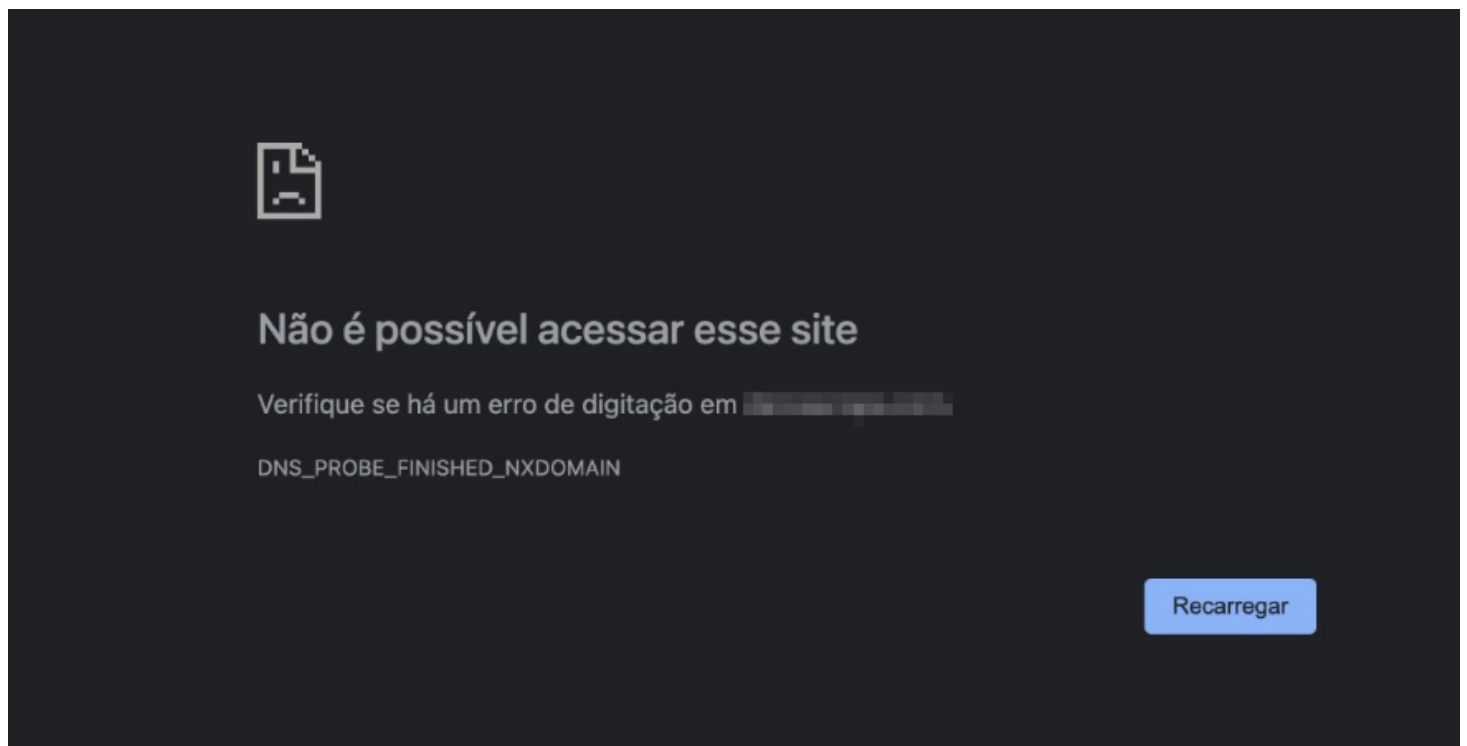 Não é possível acessar esse site
Verifique se há um erro de digitação em
DNS_PROBE_FINISHED_NXDOMAIN
Recarregar